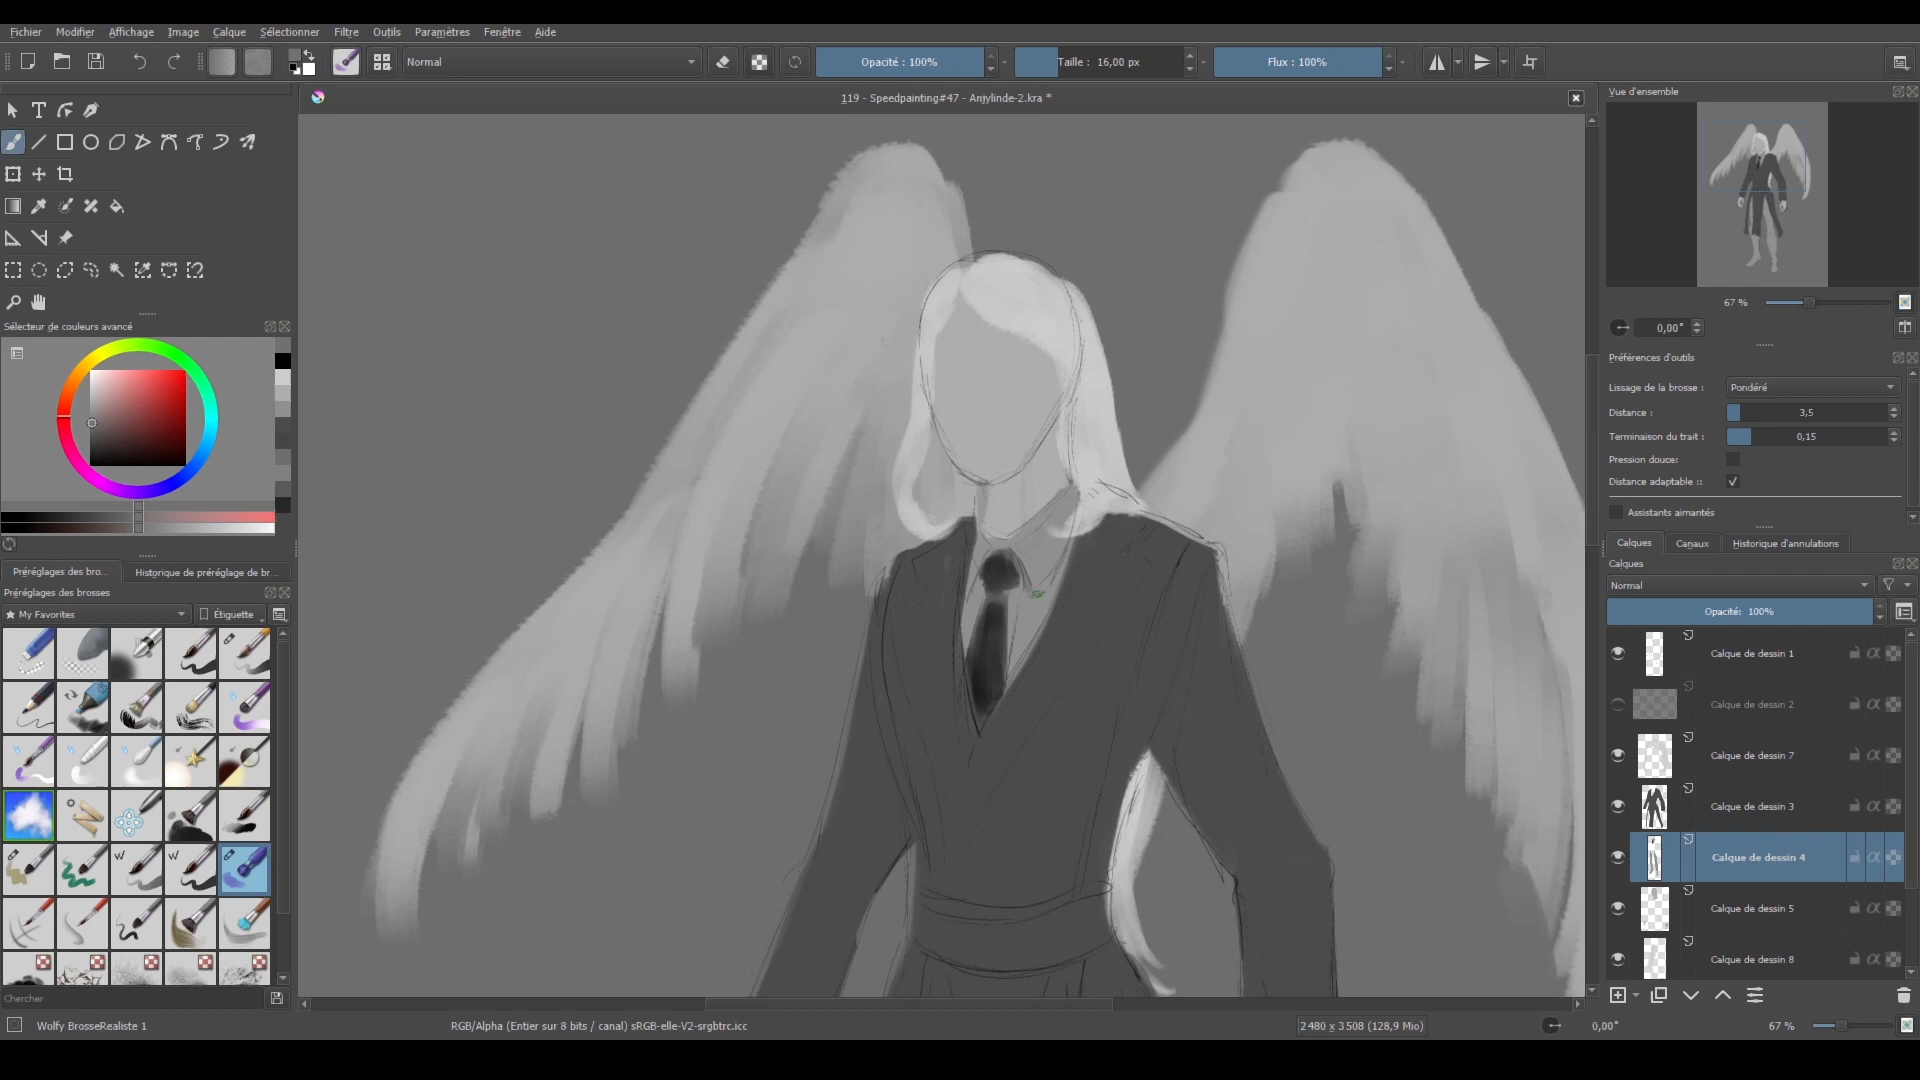 Fichier Modifier Affichage Image Calque Sélectionner Filtre Outils Paramètres Fenêtre Aide
Normal
Opacité : 100%
Taille : 16,00 px
Flux : 100%
119 - Speedpainting#47 - Anjylinde-2.kra *
Vue d'ensemble
Sélecteur de couleurs avancé
67 %
0,00°
Préférences d'outils
Lissage de la brosse : Pondéré
Distance : 3,5
Terminaison du trait : 0,15
Pression douce:
Distance adaptable ::
Assistants aimantés
Calques Canaux Historique d'annulations
Calques
Normal
Opacité: 100%
Calque de dessin 1
Calque de dessin 2
Calque de dessin 7
Calque de dessin 3
Calque de dessin 4
Calque de dessin 5
Calque de dessin 8
Préréglages des bro... Historique de préréglage de br...
Préréglages des brosses
My Favorites Étiquette
W W
Chercher
Wolfy BrosseRealiste 1
RGB/Alpha (Entier sur 8 bits / canal) sRGB-elle-V2-srgbtrc.icc
2 480 x 3 508 (128,9 Mio)
0,00°
67 %